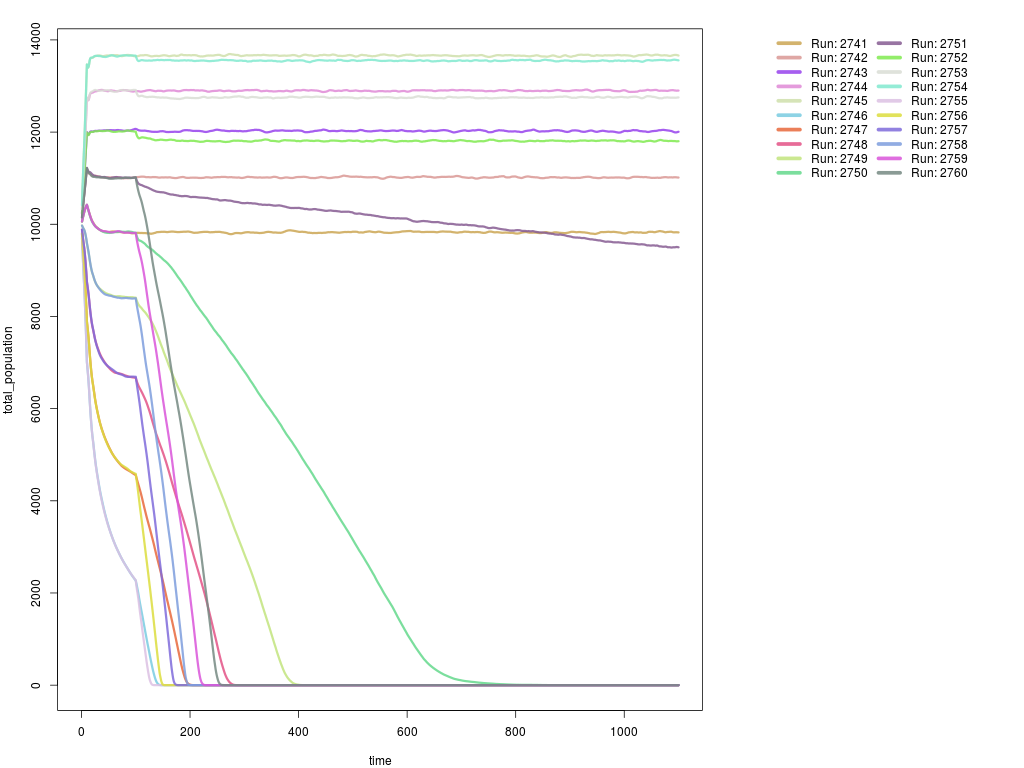 total_population
0
2000
4000
6000
8000
10000
12000
14000
0 200 400 600 800 1000
time
Run: 2741 Run: 2751
Run: 2742 Run: 2752
Run: 2743 Run: 2753
Run: 2744 Run: 2754
Run: 2745 Run: 2755
Run: 2746 Run: 2756
Run: 2747 Run: 2757
Run: 2748 Run: 2758
Run: 2749 Run: 2759
Run: 2750 Run: 2760